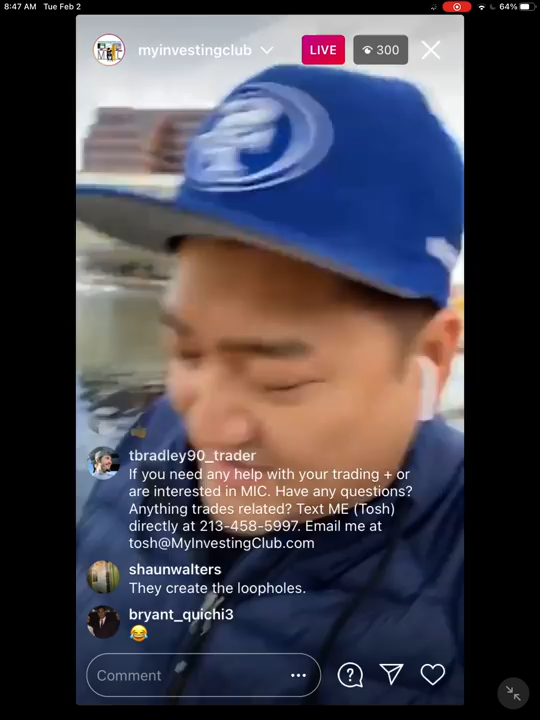 8:47 AM Tue Feb 2
64%
myinvestingclub
LIVE
300
tbradley90_trader
If you need any help with your trading + or
are interested in MIC. Have any questions?
Anything trades related? Text ME (Tosh)
directly at 213-458-5997. Email me at
tosh@MyInvestingClub.com
shaunwalters
They create the loopholes.
bryant_quichi3
😂
Comment